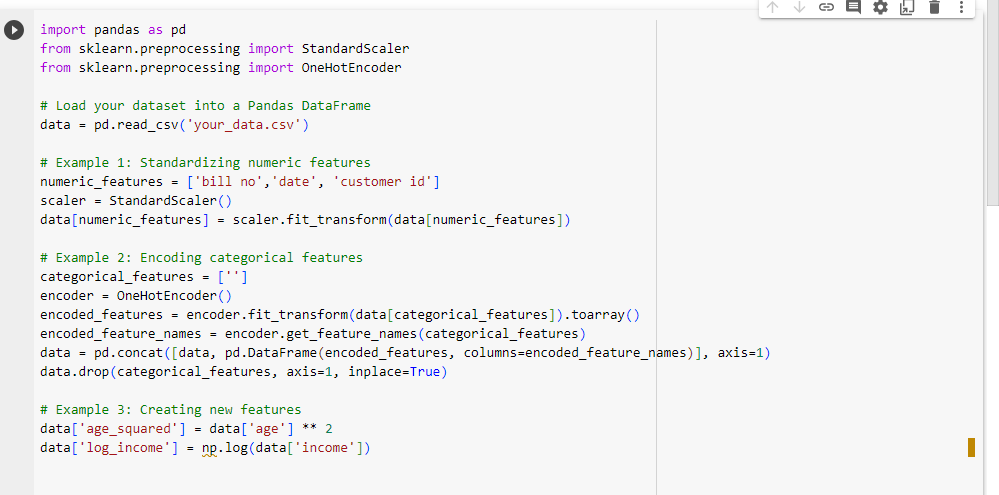 import pandas as pd
from sklearn.preprocessing import StandardScaler
from sklearn.preprocessing import OneHotEncoder
# Load your dataset into a Pandas DataFrame
data = pd.read_csv('your_data.csv')
# Example 1: Standardizing numeric features
numeric_features = ['bill no','date', 'customer id']
scaler = StandardScaler()
data[numeric_features] = scaler.fit_transform(data[numeric_features])
# Example 2: Encoding categorical features
categorical_features = ['']
encoder = OneHotEncoder()
encoded_features = encoder.fit_transform(data[categorical_features]).toarray()
encoded_feature_names = encoder.get_feature_names(categorical_features)
data = pd.concat([data, pd.DataFrame(encoded_features, columns=encoded_feature_names)], axis=1)
data.drop(categorical_features, axis=1, inplace=True)
# Example 3: Creating new features
data['age_squared'] = data['age'] ** 2
data['log_income'] = np.log(data['income'])